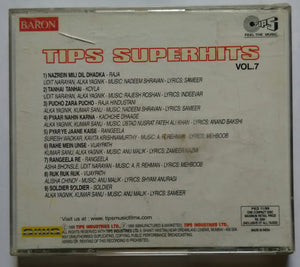 BARON
TIPS
FEEL THE MUSIC
TIPS SUPERHITS
VOL.7
1) NAZREIN MILI DIL DHADKA - RAJA
UDIT NARAYAN, ALKA YAGNIK - MUSIC: NADEEM SHRAVAN - LYRICS: SAMEER
2) TANHAI TANHAI - KOYLA
UDIT NARAYAN, ALKA YAGNIK - MUSIC: RAJESH ROSHAN - LYRICS: INDEEVAR
3) PUCHO ZARA PUCHO - RAJA HINDUSTANI
ALKA YAGNIK, KUMAR SANU - MUSIC: NADEEM SHRAVAN - LYRICS: SAMEER
4) PYAAR NAHIN KARNA - KACHCHE DHAAGE
ALKA YAGNIK, KUMAR SANU - MUSIC: USTAD NUSRAT FATEH ALI KHAN - LYRICS: ANAND BAKSHI
5) PYAR YE JAANE KAISE - RANGEELA
SURESH WADKAR, KAVITA KRISHNAMURTHY - MUSIC: A. R. REHMAN - LYRICS: MEHBOOB
6) RAHE MEIN UNSE - VIJAYPATH
ALKA YAGNIK, KUMAR SANU - MUSIC: ANU MALIK - LYRICS:
7) RANGEELA RE - RANGEELA
ASHA BHONSLE, UDIT NARAYAN - MUSIC: A. R. REHMAN - LYRICS: MEHBOOB
8) RUK RUK RUK - VIJAYPATH
ALISHA CHINOY - MUSIC: ANU MALIK - LYRICS: SHYAM ANURAGI
9) SOLDIER SOLDIER - SOLDIER
ALKA YAGNIK, KUMAR SANU - MUSIC: ANU MALIK - LYRICS: SAMEER
Visit us at : www.tipsmusicfilms.com
TIPS INDUSTRIES LTD.